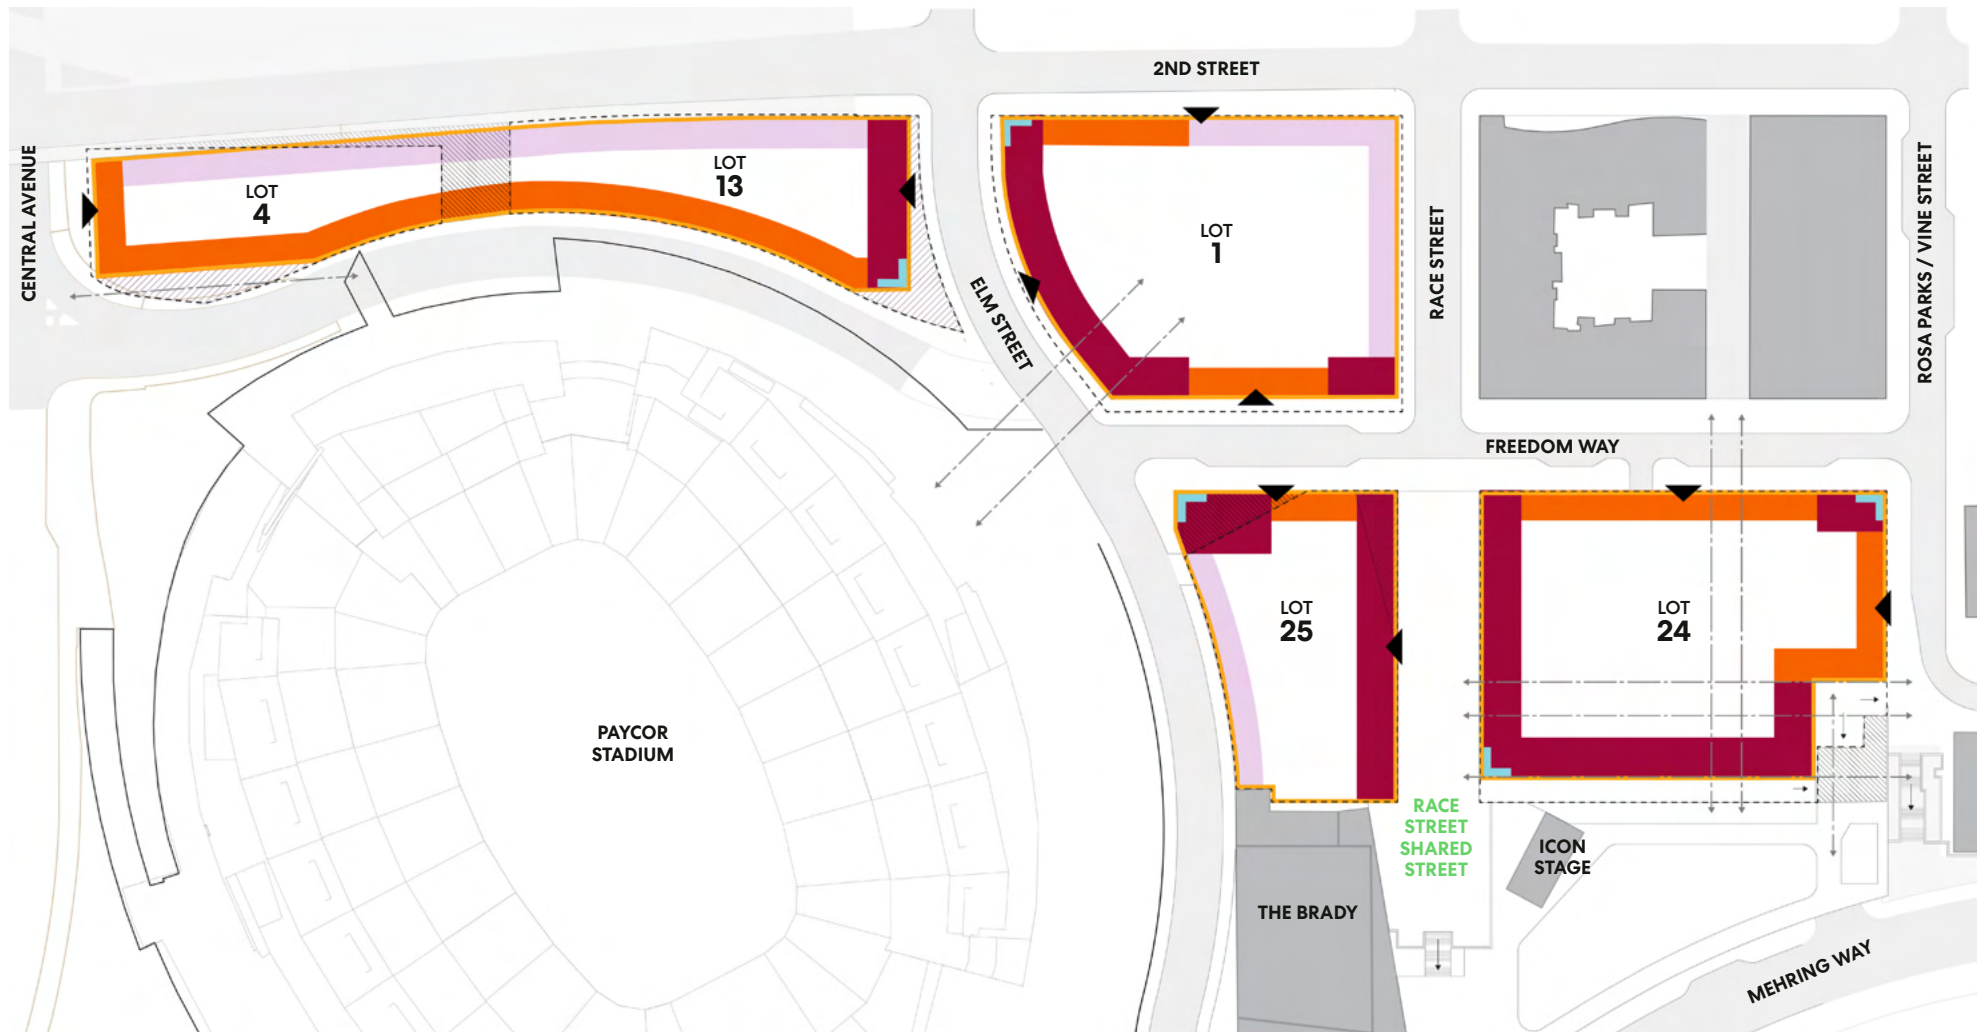 2ND STREET
CENTRAL AVENUE
LOT
4
LOT
13
LOT
1
ELM STREET
RACE STREET
ROSA PARKS / VINE STREET
FREEDOM WAY
LOT
25
LOT
24
PAYCOR
STADIUM
RACE
STREET
SHARED
STREET
ICON
STAGE
THE BRADY
MEHRING WAY